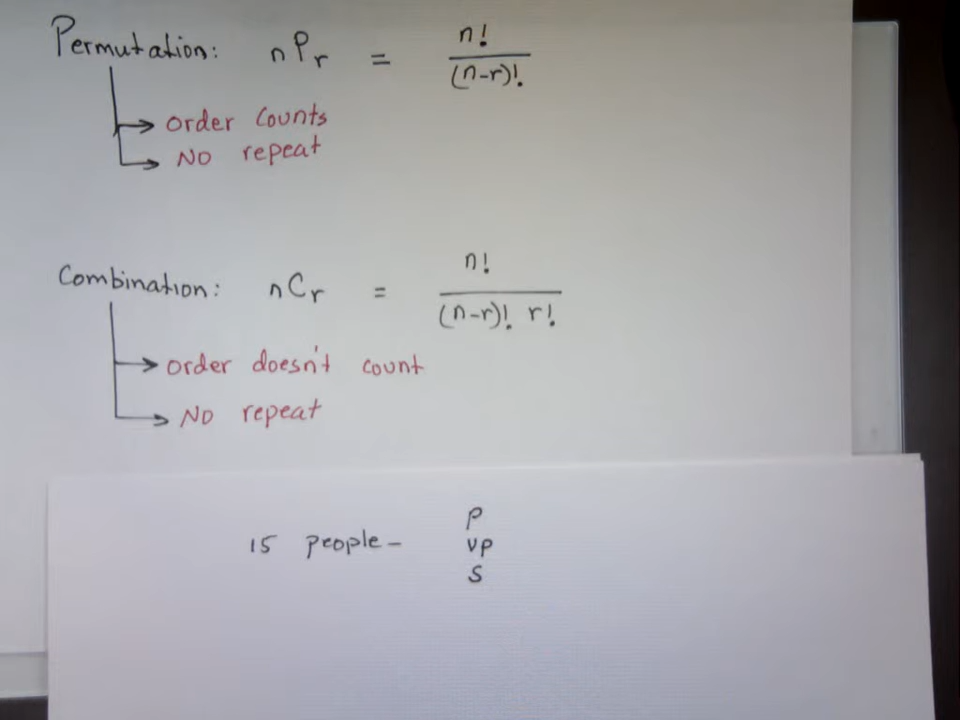 Permutation: nPr = n! / (n-r)!
order counts
NO repeat
Combination: nCr = n! / (n-r)! r!
order doesn't count
NO repeat
15 people - P
VP
S